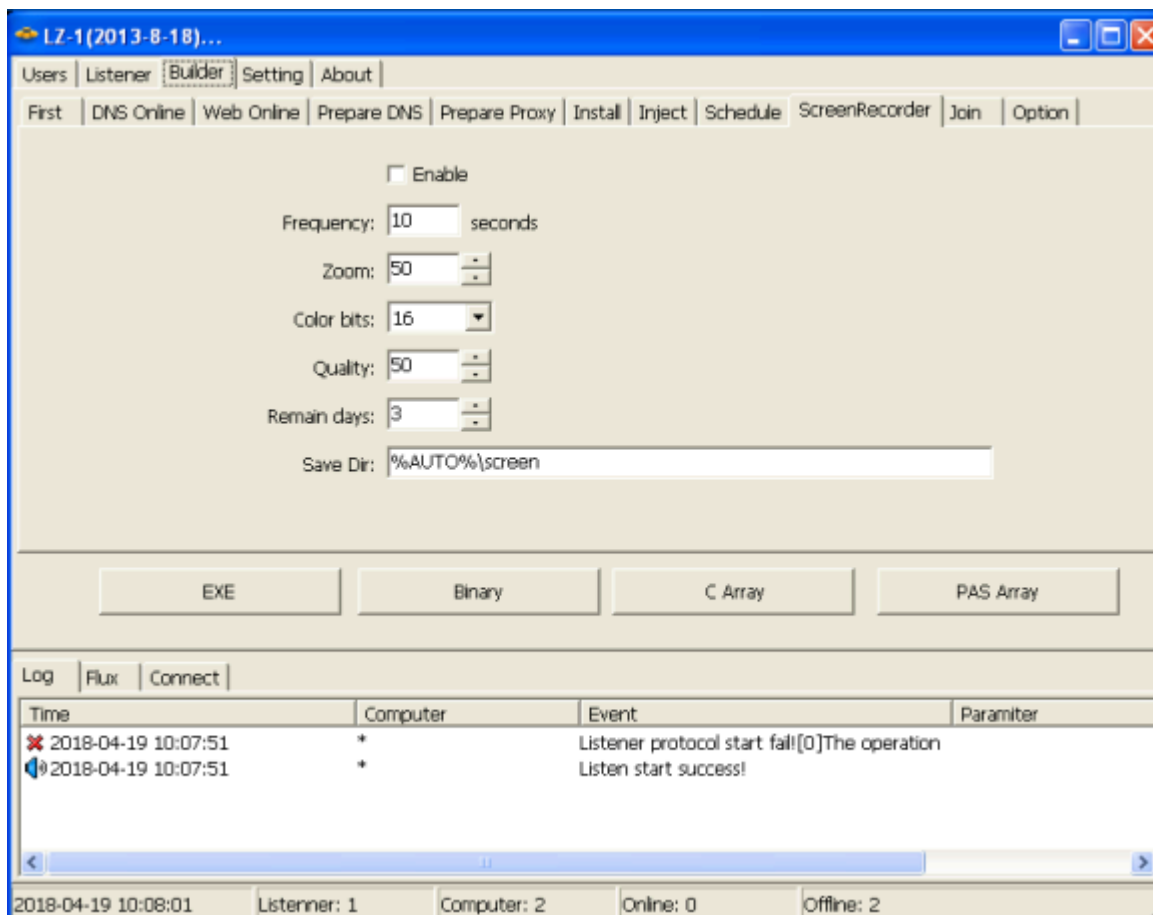 LZ-1(2013-8-18)...
Users Listener Builder Setting About
First DNS Online Web Online Prepare DNS Prepare Proxy Install Inject Schedule ScreenRecorder Join Option
Enable
Frequency: 10 seconds
Zoom: 50
Color bits: 16
Quality: 50
Remain days: 3
Save Dir: %AUTO%\screen
EXE Binary C Array PAS Array
Log Flux Connect
Time Computer Event Paramiter
2018-04-19 10:07:51 * Listener protocol start fail![0]The operation
2018-04-19 10:07:51 * Listen start success!
2018-04-19 10:08:01 Listenner: 1 Computer: 2 Online: 0 Offline: 2